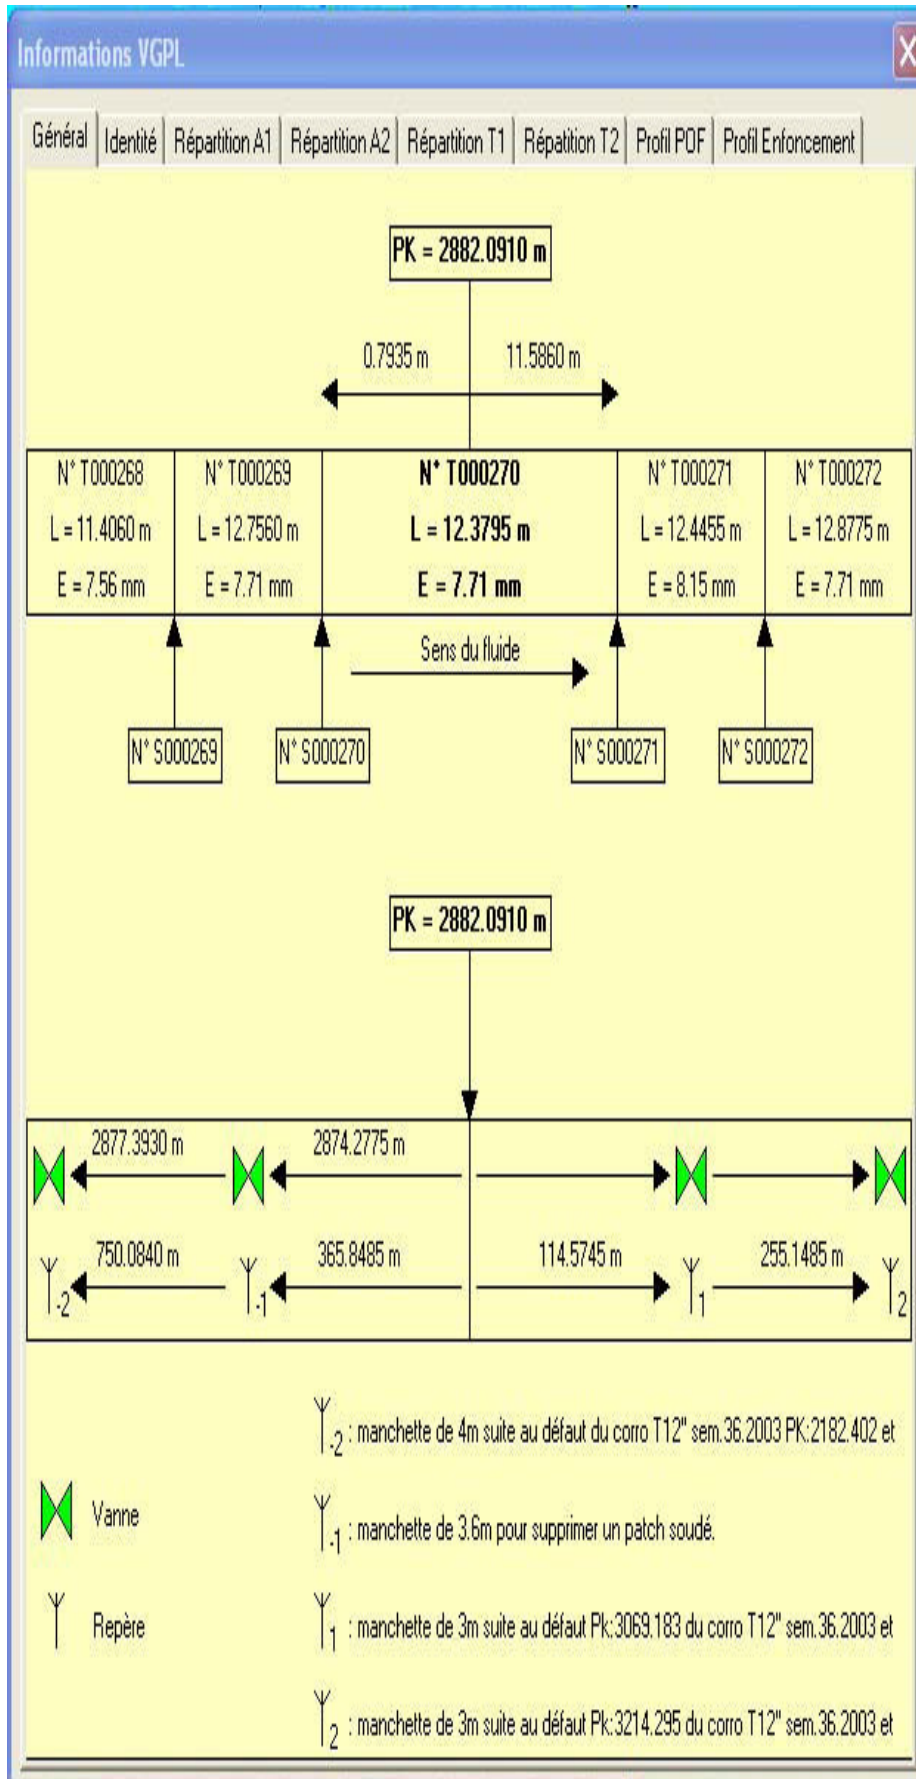 Informations VGPL
Général Identité Répartition A1 Répartition A2 Répartition T1 Répatition T2 Profil POF Profil Enfoncement
PK = 2882.0910 m
0.7935 m 11.5860 m
N° T000268 N° T000269 N° T000270 N° T000271 N° T000272
L = 11.4060 m L = 12.7560 m L = 12.3795 m L = 12.4455 m L = 12.8775 m
E = 7.56 mm E = 7.71 mm E = 7.71 mm E = 8.15 mm E = 7.71 mm
Sens du fluide
N° S000269 N° S000270 N° S000271 N° S000272
PK = 2882.0910 m
2877.3930 m 2874.2775 m
750.0840 m 365.8485 m 114.5745 m 255.1485 m
-2 -1 1 2
-2 : manchette de 4m suite au défaut du corro T12" sem.36.2003 PK:2182.402 et
Vanne
-1 : manchette de 3.6m pour supprimer un patch soudé.
Repère
1 : manchette de 3m suite au défaut Pk:3069.183 du corro T12" sem.36.2003 et
2 : manchette de 3m suite au défaut Pk:3214.295 du corro T12" sem.36.2003 et